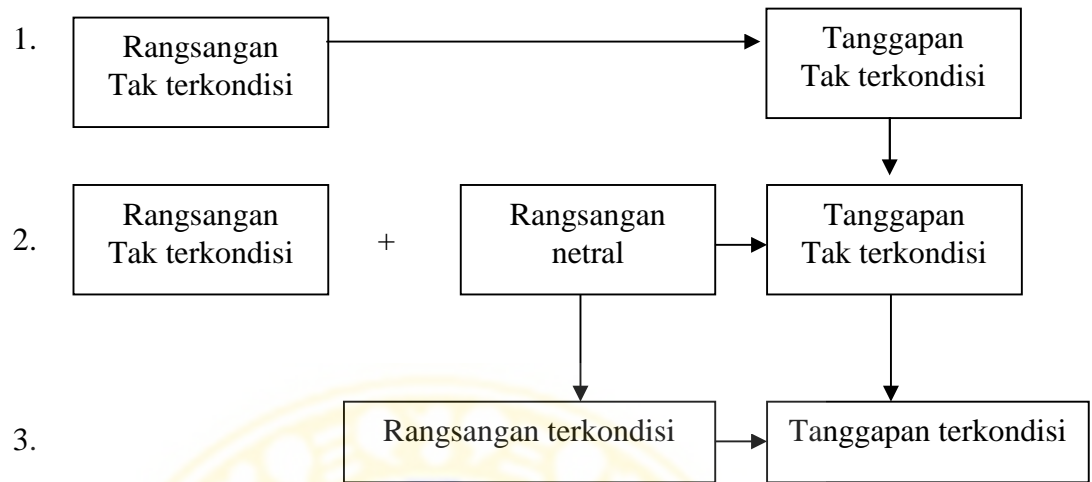 1.
Rangsangan
Tak terkondisi
Tanggapan
Tak terkondisi
2.
Rangsangan
Tak terkondisi
+
Rangsangan
netral
Tanggapan
Tak terkondisi
3.
Rangsangan terkondisi
Tanggapan terkondisi